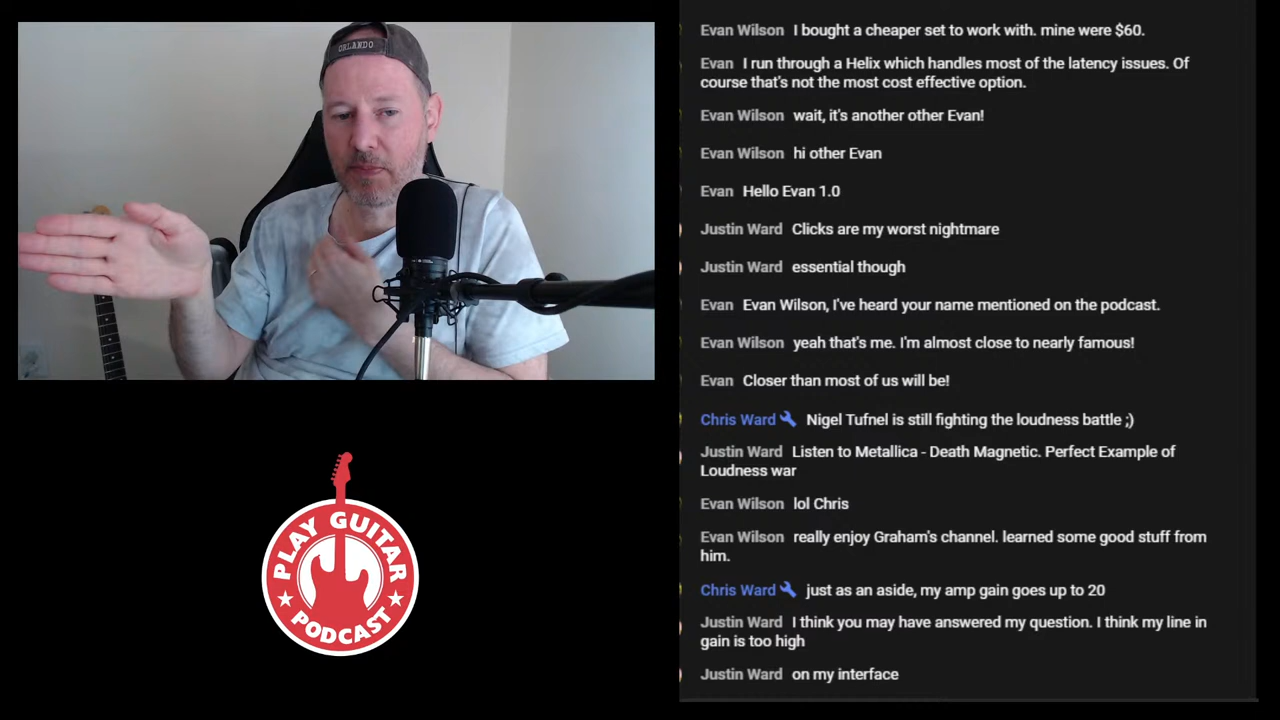 ORLANDO
PLAY GUITAR
PODCAST
Evan Wilson I bought a cheaper set to work with. mine were $60.
Evan I run through a Helix which handles most of the latency issues. Of
course that's not the most cost effective option.
Evan Wilson wait, it's another other Evan!
Evan Wilson hi other Evan
Evan Hello Evan 1.0
Justin Ward Clicks are my worst nightmare
Justin Ward essential though
Evan Evan Wilson, I've heard your name mentioned on the podcast.
Evan Wilson yeah that's me. I'm almost close to nearly famous!
Evan Closer than most of us will be!
Chris Ward Nigel Tufnel is still fighting the loudness battle ;)
Justin Ward Listen to Metallica - Death Magnetic. Perfect Example of
Loudness war
Evan Wilson lol Chris
Evan Wilson really enjoy Graham's channel. learned some good stuff from
him.
Chris Ward just as an aside, my amp gain goes up to 20
Justin Ward I think you may have answered my question. I think my line in
gain is too high
Justin Ward on my interface